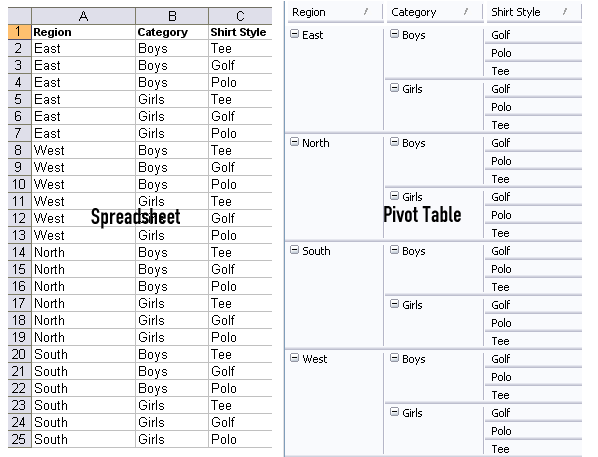 A B C
1 Region Category Shirt Style
2 East Boys Tee
3 East Boys Golf
4 East Boys Polo
5 East Girls Tee
6 East Girls Golf
7 East Girls Polo
8 West Boys Tee
9 West Boys Golf
10 West Boys Polo
11 West Girls Tee
12 West Girls Golf
Spreadsheet
13 West Girls Polo
14 North Boys Tee
15 North Boys Golf
16 North Boys Polo
17 North Girls Tee
18 North Girls Golf
19 North Girls Polo
20 South Boys Tee
21 South Boys Golf
22 South Boys Polo
23 South Girls Tee
24 South Girls Golf
25 South Girls Polo
Region / Category / Shirt Style /
East Boys Golf
Polo
Tee
Girls Golf
Polo
Tee
North Boys Golf
Polo
Tee
Girls Golf
Pivot Table
Polo
Tee
South Boys Golf
Polo
Tee
Girls Golf
Polo
Tee
West Boys Golf
Polo
Tee
Girls Golf
Polo
Tee